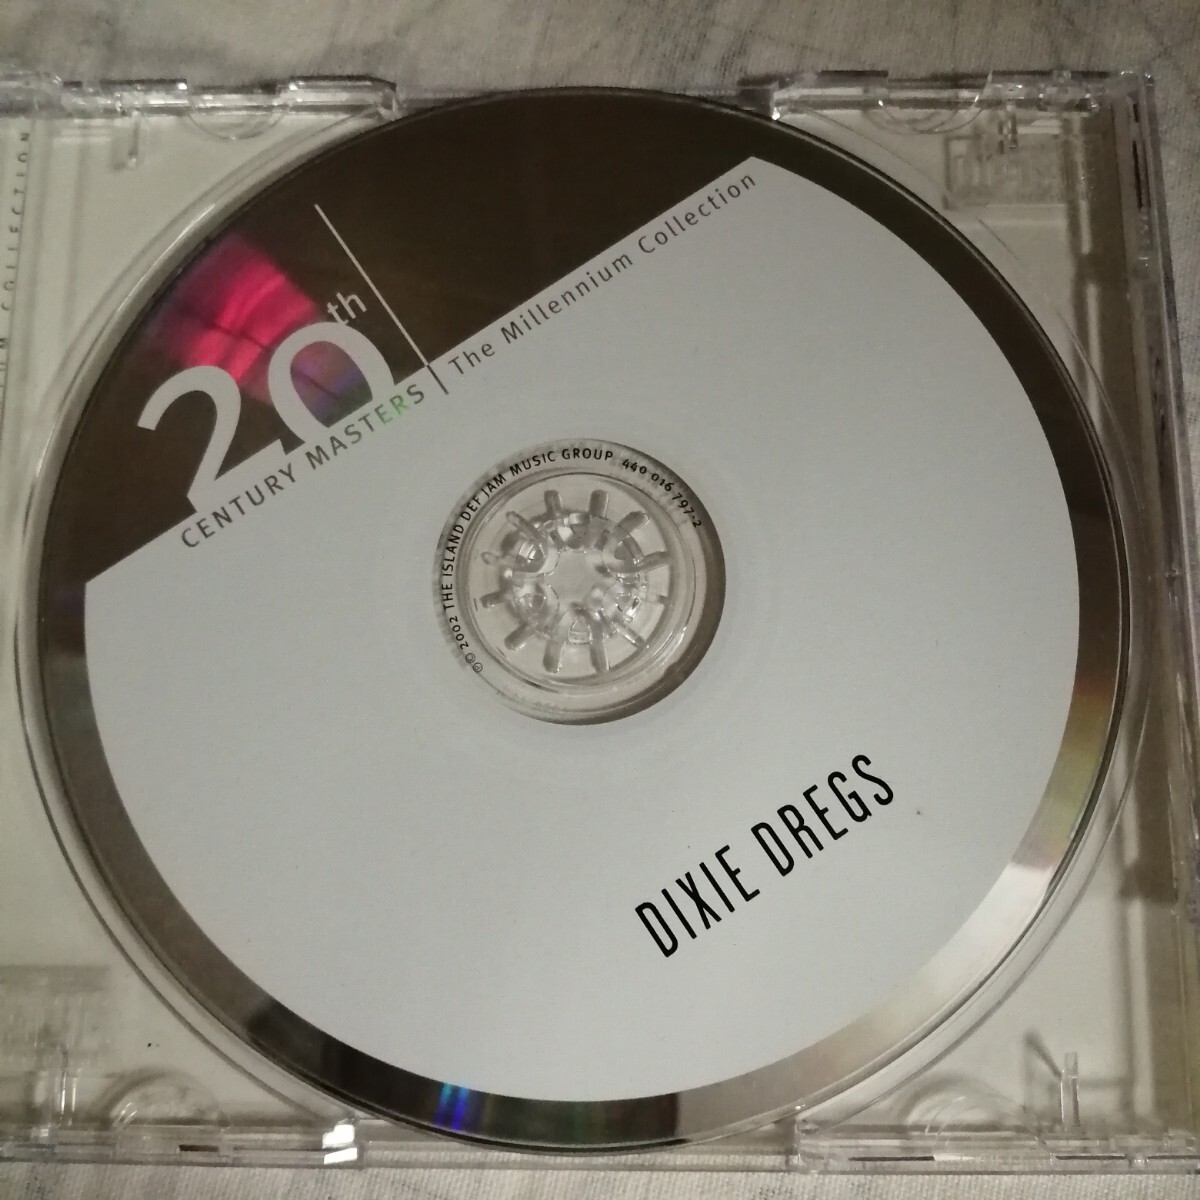 20th
CENTURY MASTERS | The Millennium Collection
℗© 2002 THE ISLAND DEF JAM MUSIC GROUP 440 016 797-2
DIXIE DREGS
COLLECTION